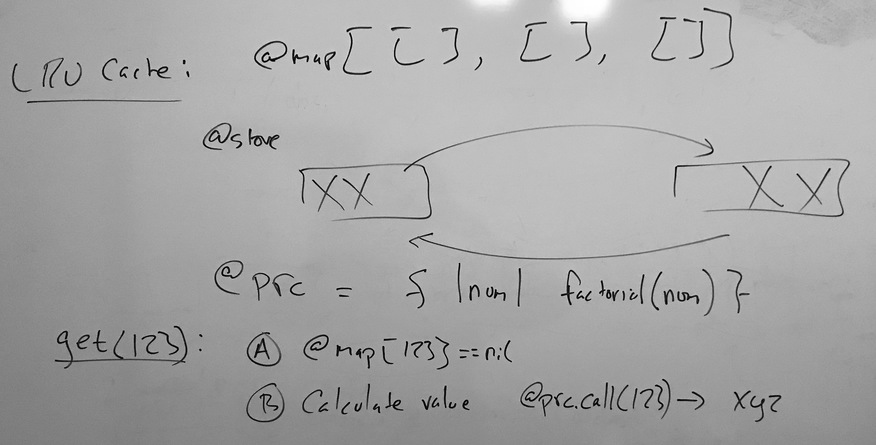 LRU Cache: @map[ [ ], [ ], [ ] ]
@store
XX XX
@prc = { |num| factorial(num) }
get(123): (A) @map[123]==nil
(B) Calculate value @prc.call(123) → xyz